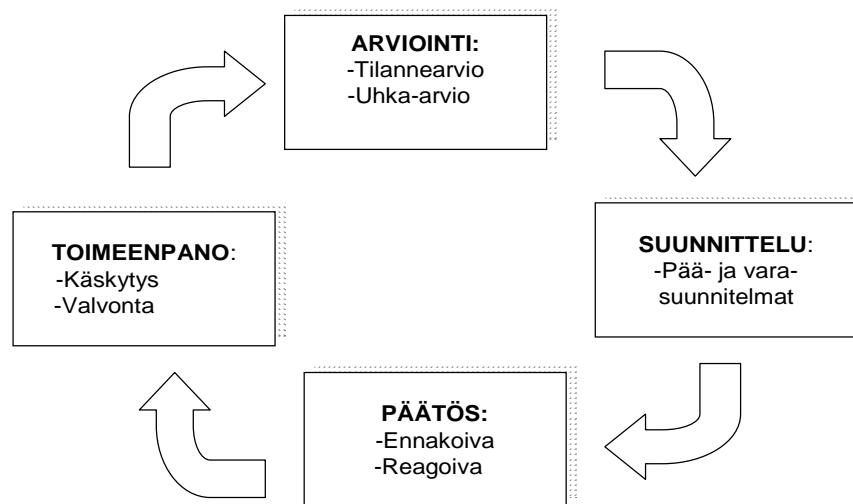 ARVIOINTI:
-Tilannearvio
-Uhka-arvio
SUUNNITTELU:
-Pää- ja vara-
suunnitelmat
PÄÄTÖS:
-Ennakoiva
-Reagoiva
TOIMEENPANO:
-Käskytys
-Valvonta